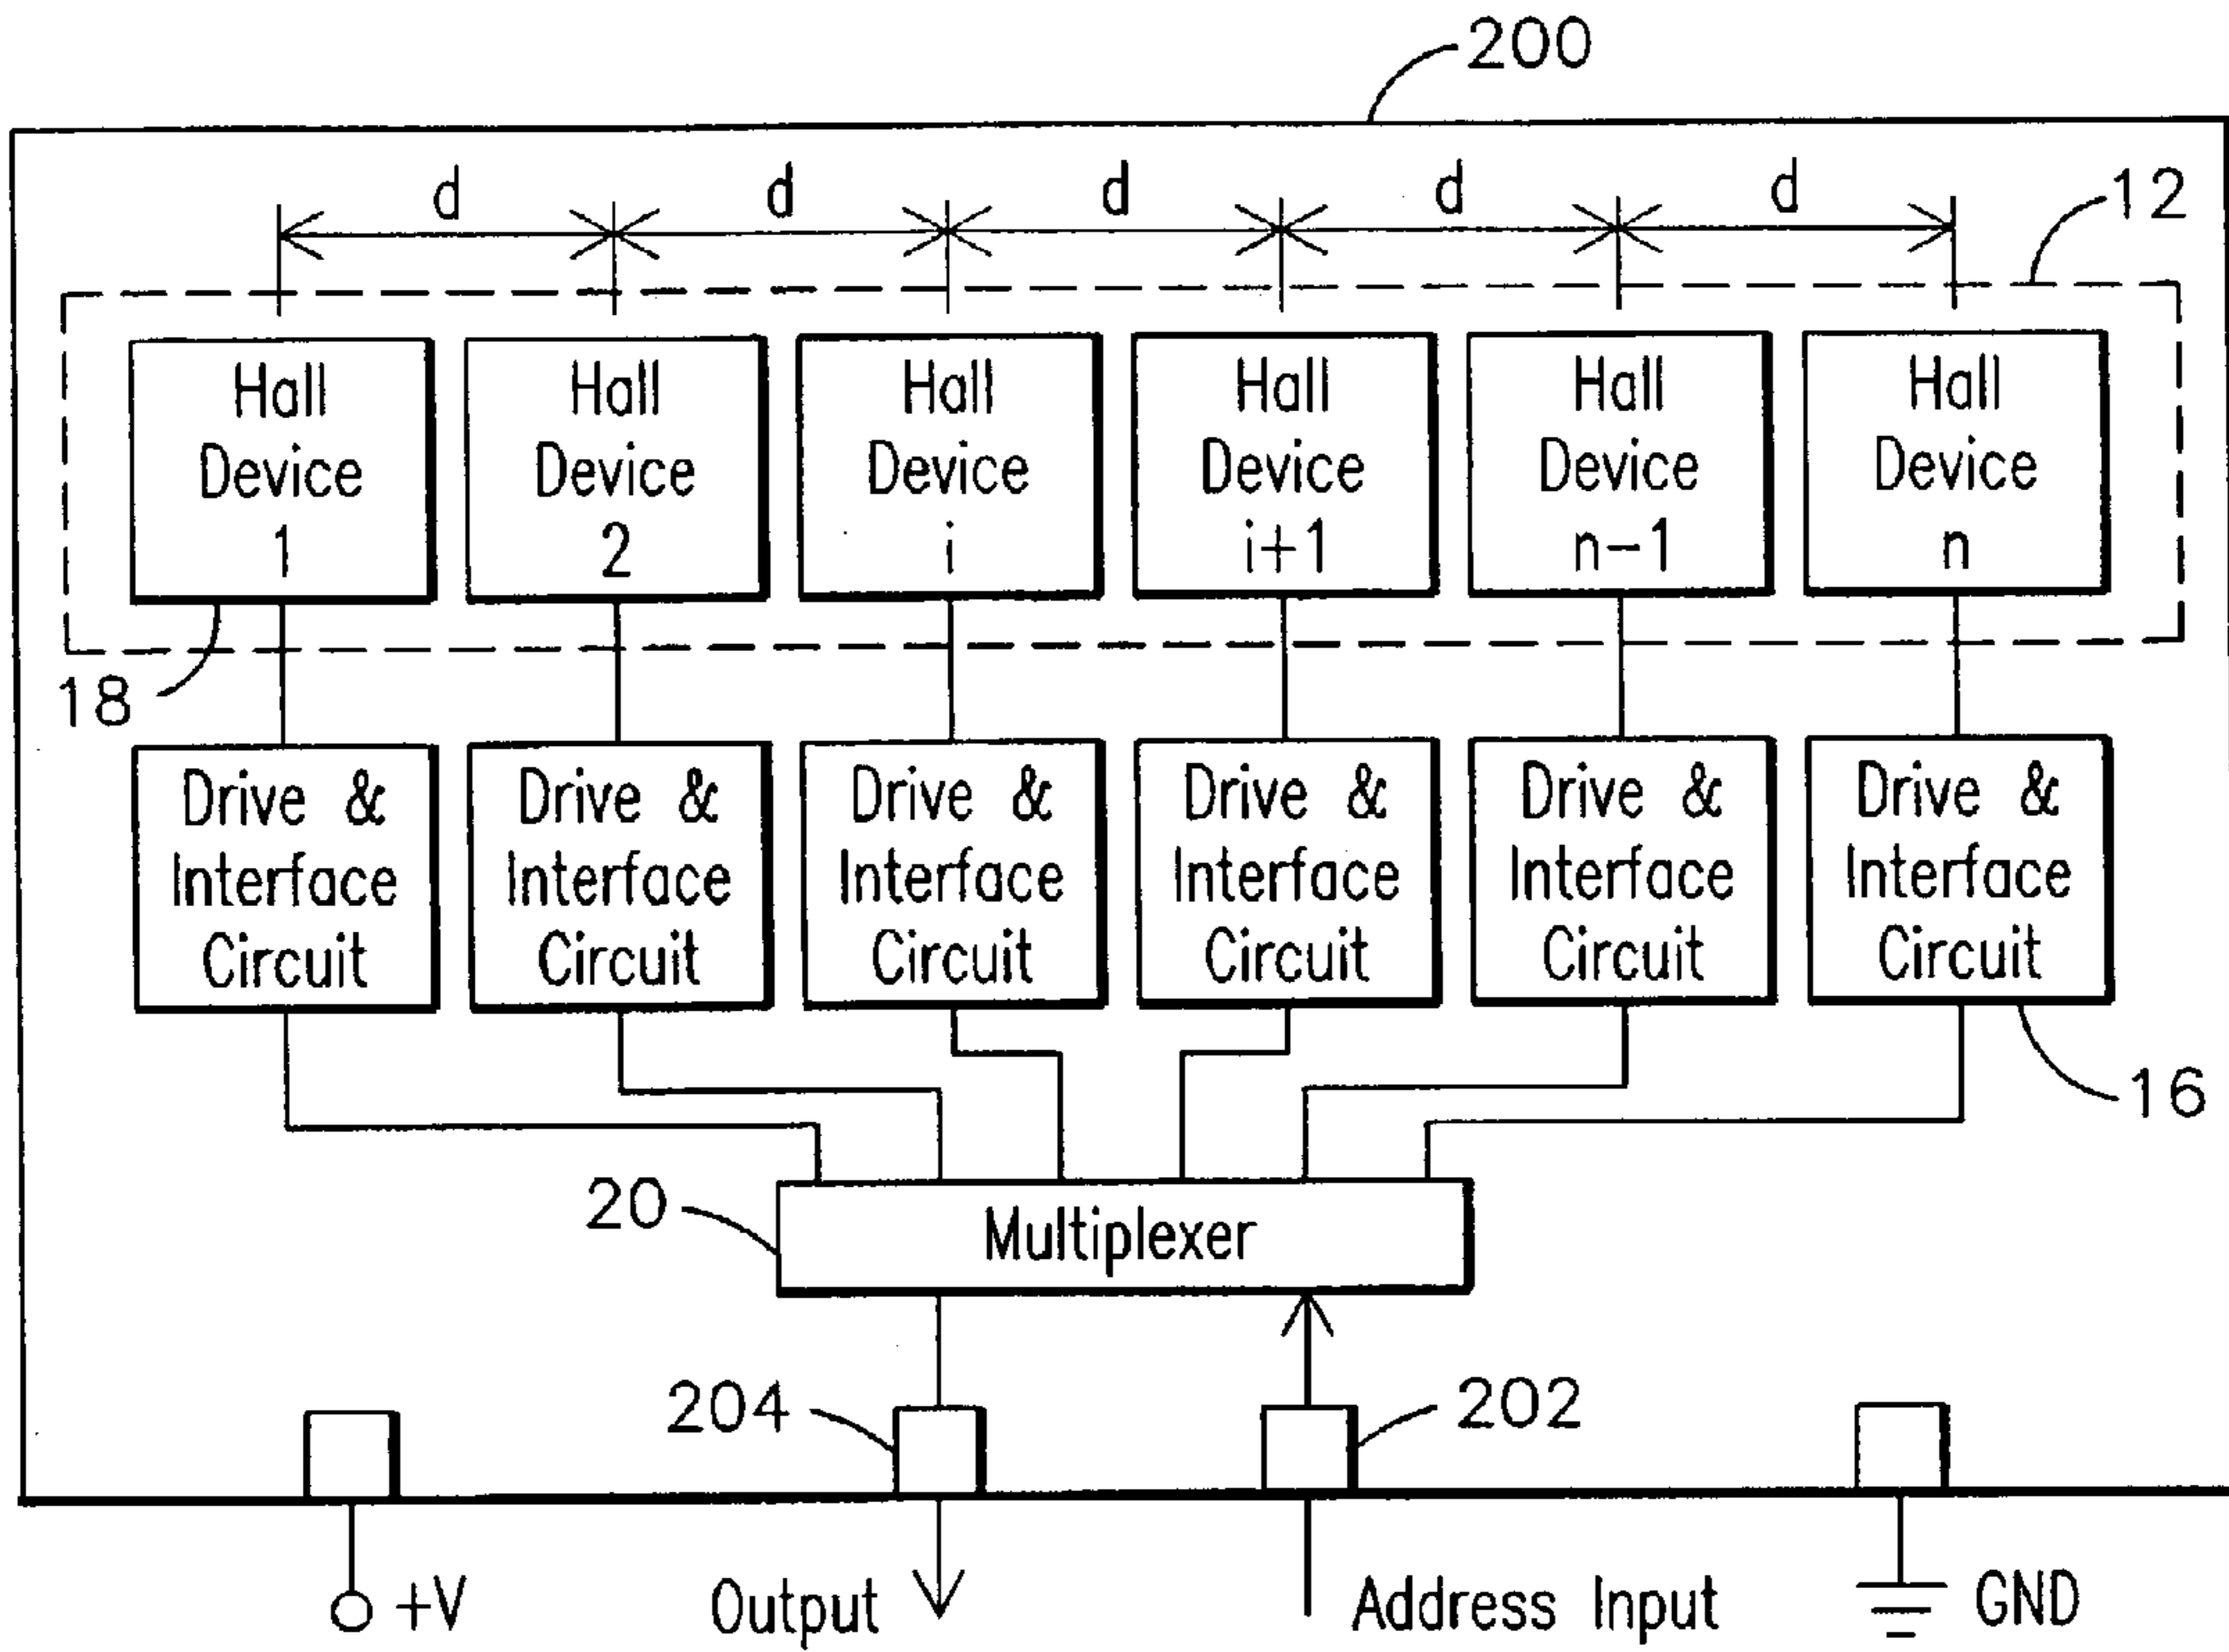 200
d d d d d
12
Hall Device 1
Hall Device 2
Hall Device i
Hall Device i+1
Hall Device n-1
Hall Device n
18
Drive & Interface Circuit
Drive & Interface Circuit
Drive & Interface Circuit
Drive & Interface Circuit
Drive & Interface Circuit
Drive & Interface Circuit
16
20
Multiplexer
204
202
+V
Output
Address Input
GND